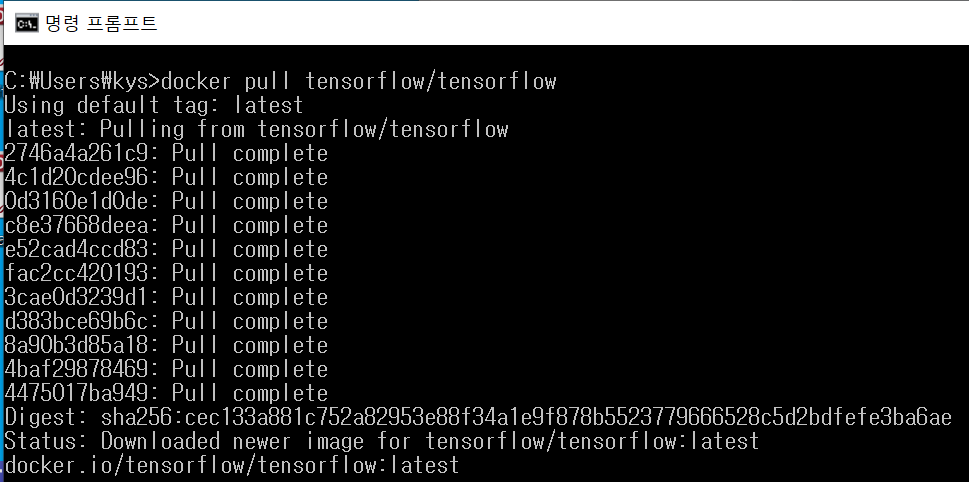 명령 프롬프트
C:₩Users₩kys>docker pull tensorflow/tensorflow
Using default tag: latest
latest: Pulling from tensorflow/tensorflow
2746a4a261c9: Pull complete
4c1d20cdee96: Pull complete
0d3160e1d0de: Pull complete
c8e37668deea: Pull complete
e52cad4ccd83: Pull complete
fac2cc420193: Pull complete
3cae0d3239d1: Pull complete
d383bce69b6c: Pull complete
8a90b3d85a18: Pull complete
4baf29878469: Pull complete
4475017ba949: Pull complete
Digest: sha256:cec133a881c752a82953e88f34a1e9f878b5523779666528c5d2bdfefe3ba6ae
Status: Downloaded newer image for tensorflow/tensorflow:latest
docker.io/tensorflow/tensorflow:latest